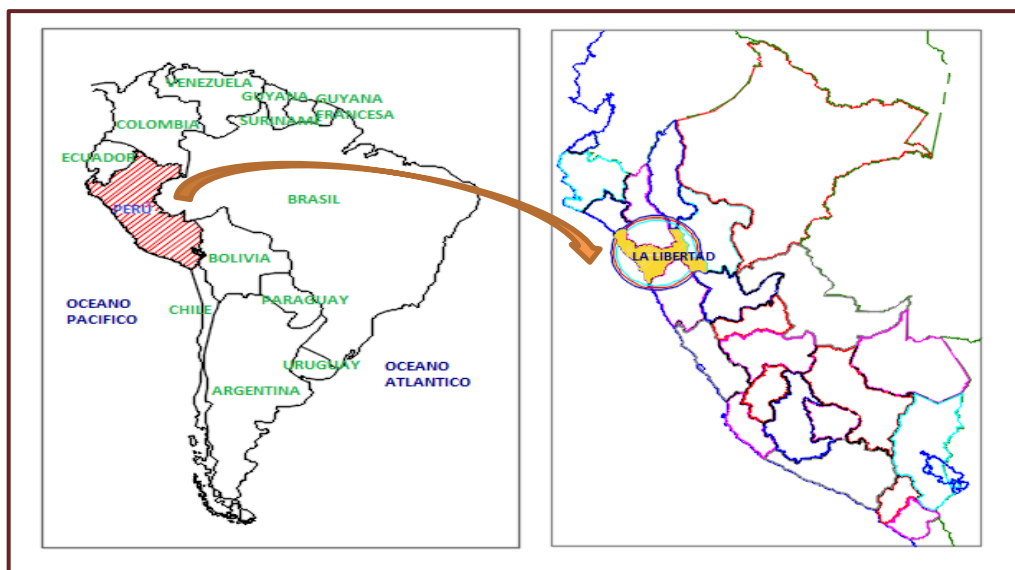 VENEZUELA
GUYANA
GUYANA
FRANCESA
SURINAME
COLOMBIA
ECUADOR
PERU
BRASIL
BOLIVIA
OCEANO
PACIFICO
CHILE
PARAGUAY
URUGUAY
OCEANO
ATLANTICO
ARGENTINA
LA LIBERTAD